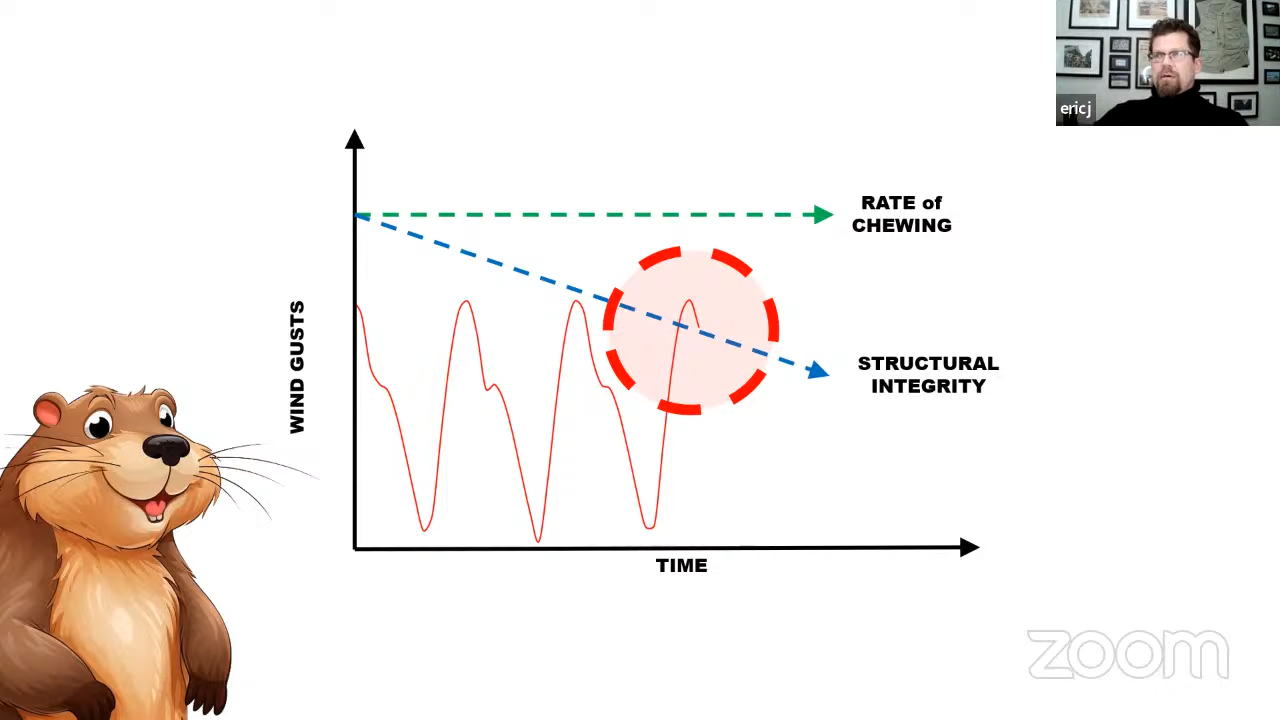 ericj
RATE of
CHEWING
WIND GUSTS
STRUCTURAL
INTEGRITY
TIME
zoom